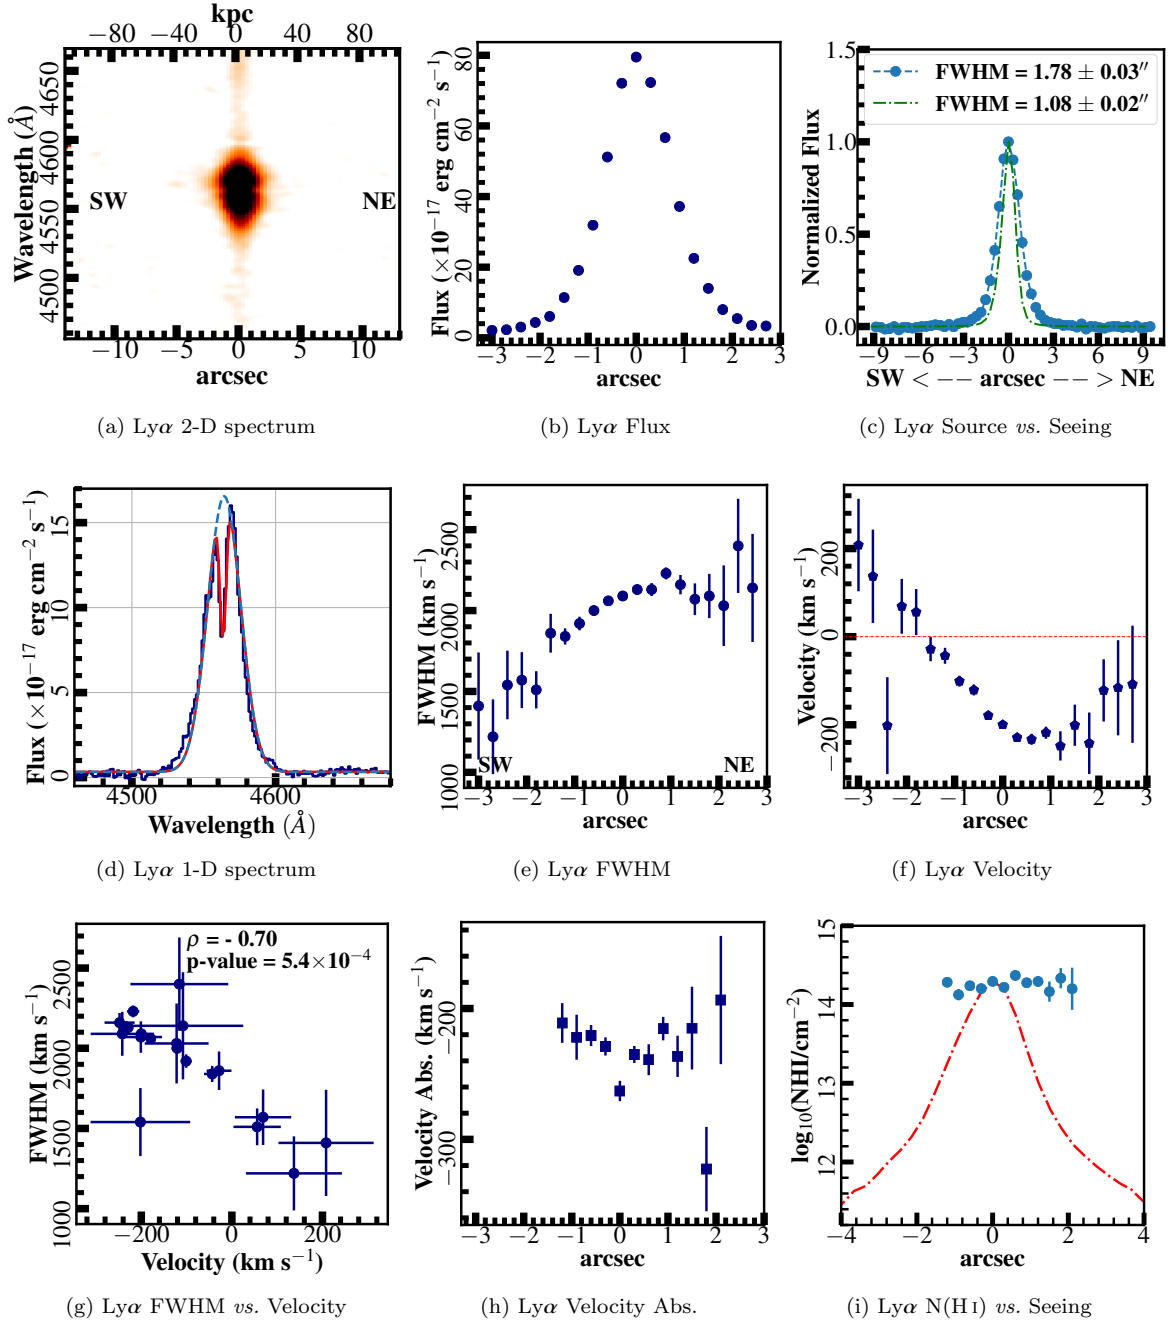 kpc
−80 −40 0 40 80
4650
4600
4550
4500
Wavelength (Å)
SW NE
−10 −5 0 5 10
arcsec
(a) Lyα 2-D spectrum
80
60
40
20
0
Flux (×10−17 erg cm−2 s−1)
−3 −2 −1 0 1 2 3
arcsec
(b) Lyα Flux
1.5
1.0
0.5
0.0
Normalized Flux
FWHM = 1.78 ± 0.03″
FWHM = 1.08 ± 0.02″
−9 −6 −3 0 3 6 9
SW < −− arcsec −− > NE
(c) Lyα Source vs. Seeing
15
10
5
0
Flux (×10−17 erg cm−2 s−1)
4500 4600
Wavelength (Å)
(d) Lyα 1-D spectrum
2500
2000
1500
1000
FWHM (km s−1)
SW NE
−3 −2 −1 0 1 2 3
arcsec
(e) Lyα FWHM
200
0
−200
Velocity (km s−1)
−3 −2 −1 0 1 2 3
arcsec
(f) Lyα Velocity
ρ = - 0.70
p-value = 5.4×10−4
2500
2000
1500
1000
FWHM (km s−1)
−200 0 200
Velocity (km s−1)
(g) Lyα FWHM vs. Velocity
−200
−300
Velocity Abs. (km s−1)
−3 −2 −1 0 1 2 3
arcsec
(h) Lyα Velocity Abs.
15
14
13
12
log10(NHI/cm−2)
−4 −2 0 2 4
arcsec
(i) Lyα N(H I) vs. Seeing